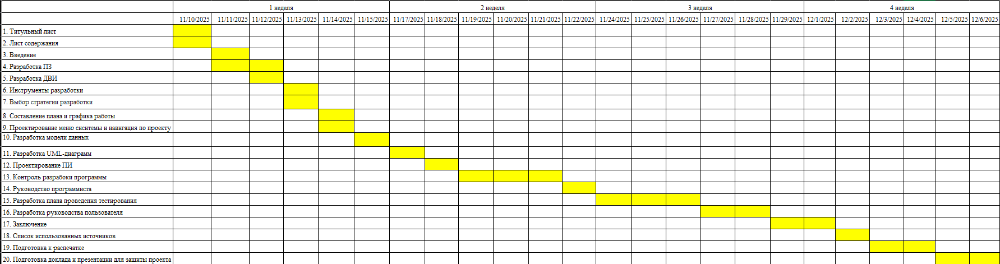 1 неделя 2 неделя 3 неделя 4 неделя
11/10/2025 11/11/2025 11/12/2025 11/13/2025 11/14/2025 11/15/2025 11/17/2025 11/18/2025 11/19/2025 11/20/2025 11/21/2025 11/22/2025 11/24/2025 11/25/2025 11/26/2025 11/27/2025 11/28/2025 11/29/2025 12/1/2025 12/2/2025 12/3/2025 12/4/2025 12/5/2025 12/6/2025
1. Титульный лист
2. Лист содержания
3. Введение
4. Разработка ПЗ
5. Разработка ДВИ
6. Инструменты разработки
7. Выбор стратегии разработки
8. Составление плана и графика работы
9. Проектирование меню сиситемы и навигация по проекту
10. Разработка модели данных
11. Разработка UML-диаграмм
12. Проектирование ПИ
13. Контроль разрабоки программы
14. Руководство программиста
15. Разработка плана проведения тестирования
16. Разработка руководства пользователя
17. Заключение
18. Список использованных источников
19. Подготовка к распечатке
20. Подготовка доклада и презентации для защиты проекта